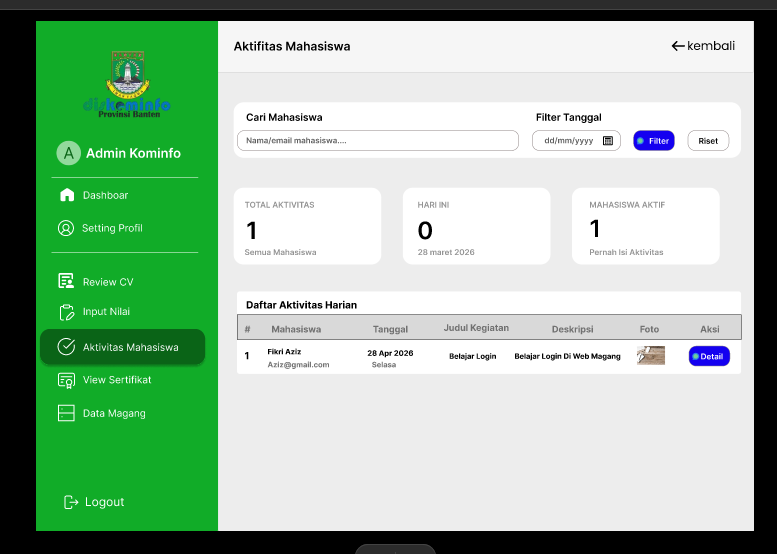 diskominfo
Provinsi Banten
A Admin Kominfo
Dashboar
Setting Profil
Review CV
Input Nilai
Aktivitas Mahasiswa
View Sertifikat
Data Magang
Logout
Aktifitas Mahasiswa
kembali
Cari Mahasiswa
Filter Tanggal
Nama/email mahasiswa....
dd/mm/yyyy
Filter
Riset
TOTAL AKTIVITAS
1
Semua Mahasiswa
HARI INI
0
28 maret 2026
MAHASISWA AKTIF
1
Pernah Isi Aktivitas
Daftar Aktivitas Harian
# Mahasiswa Tanggal Judul Kegiatan Deskripsi Foto Aksi
1 Fikri Aziz 28 Apr 2026 Belajar Login Belajar Login Di Web Magang Detail
Aziz@gmail.com Selasa